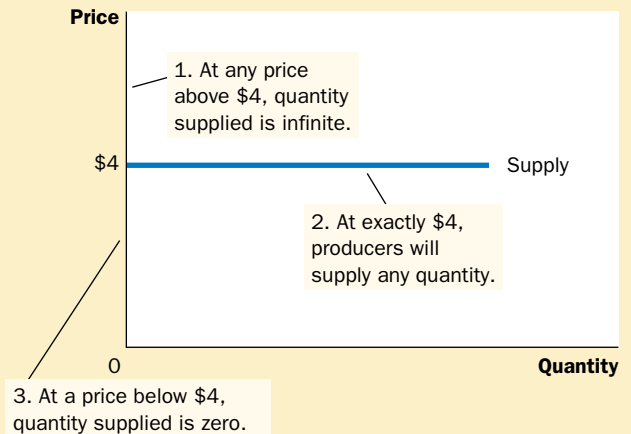 Price
1. At any price
above $4, quantity
supplied is infinite.
$4
Supply
2. At exactly $4,
producers will
supply any quantity.
0
Quantity
3. At a price below $4,
quantity supplied is zero.